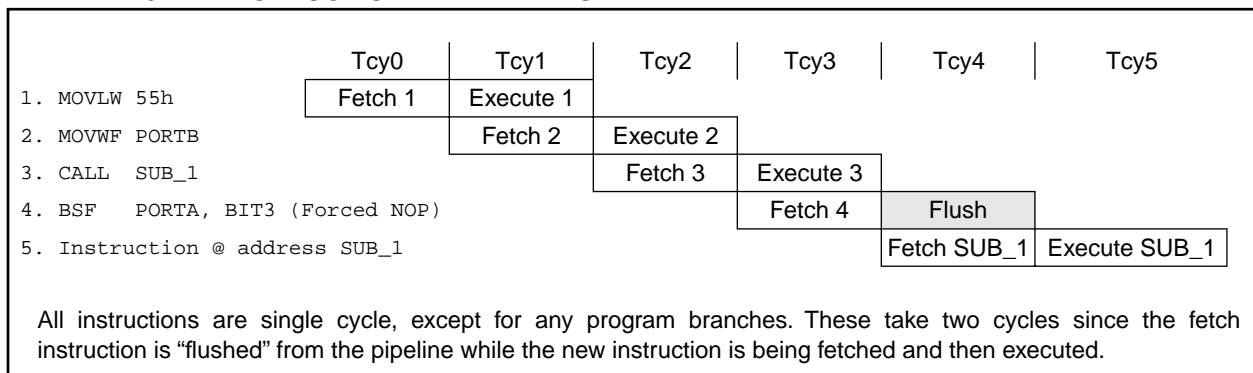 Tcy0 Tcy1 Tcy2 Tcy3 Tcy4 Tcy5
1. MOVLW 55h Fetch 1 Execute 1
2. MOVWF PORTB Fetch 2 Execute 2
3. CALL SUB_1 Fetch 3 Execute 3
4. BSF PORTA, BIT3 (Forced NOP) Fetch 4 Flush
5. Instruction @ address SUB_1 Fetch SUB_1 Execute SUB_1
All instructions are single cycle, except for any program branches. These take two cycles since the fetch
instruction is “flushed” from the pipeline while the new instruction is being fetched and then executed.